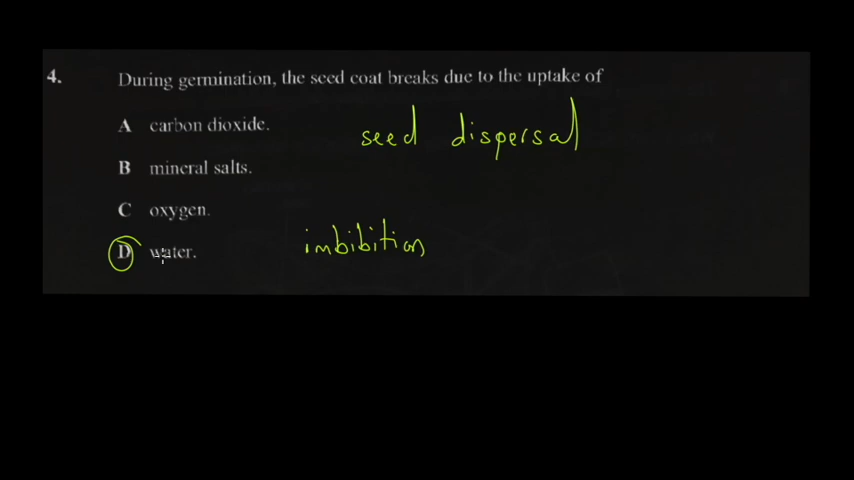 4. During germination, the seed coat breaks due to the uptake of
A carbon dioxide.
seed dispersal
B mineral salts.
C oxygen.
D water.
imbibition